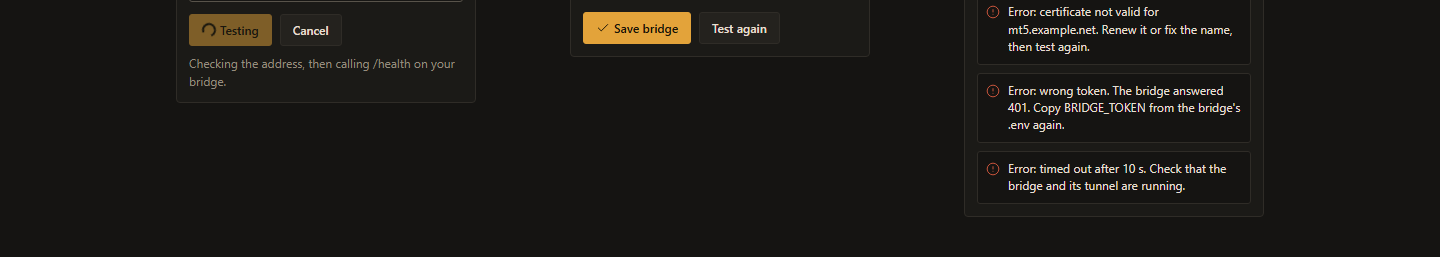 Testing
Cancel
Checking the address, then calling /health on your
bridge.
Save bridge
Test again
Error: certificate not valid for
mt5.example.net. Renew it or fix the name,
then test again.
Error: wrong token. The bridge answered
401. Copy BRIDGE_TOKEN from the bridge's
.env again.
Error: timed out after 10 s. Check that the
bridge and its tunnel are running.